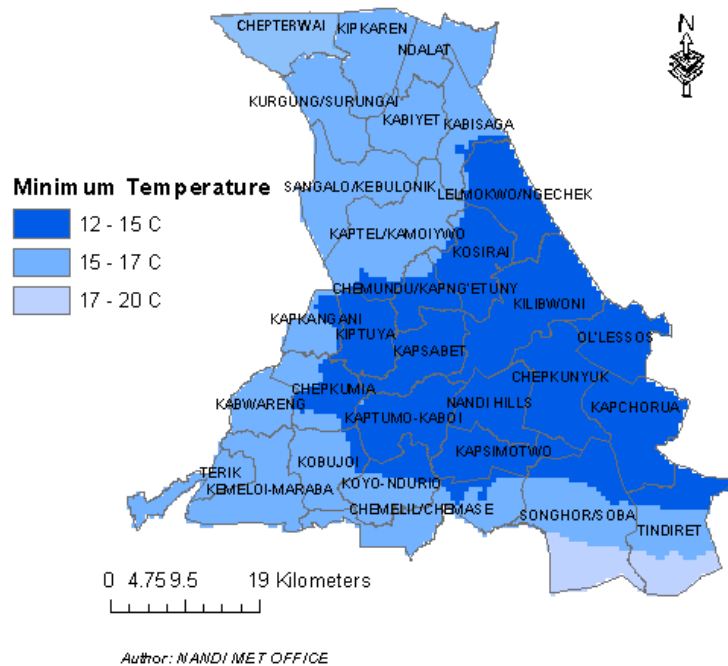 CHEPTERWAI
KIPKAREN
NDALAT
N
KURGUNG/SURUNGAI
KABIYET
KABISAGA
Minimum Temperature
12 - 15 C
15 - 17 C
17 - 20 C
SANGALO/KEBULONIK
LELMOKWO/NGECHEK
KAPTEL/KAMOIYWO
KOSIRAI
CHEMUNDU/KAPNG'ETUNY
KILIBWONI
KAPKANGANI
KIPTUYA
OL'LESSOS
KAPSABET
CHEPKUNYUK
CHEPKUMIA
KABWARENG
NANDI HILLS
KAPCHORUA
KAPTUMO-KABOI
KAPSIMOTWO
KOBUJOI
TERIK
KOYO-NDURIO
KEMELOI-MARABA
CHEMELIL/CHEMASE
SONGHOR/SOBA
TINDIRET
0 4.75 9.5 19 Kilometers
Author: NANDI MET OFFICE